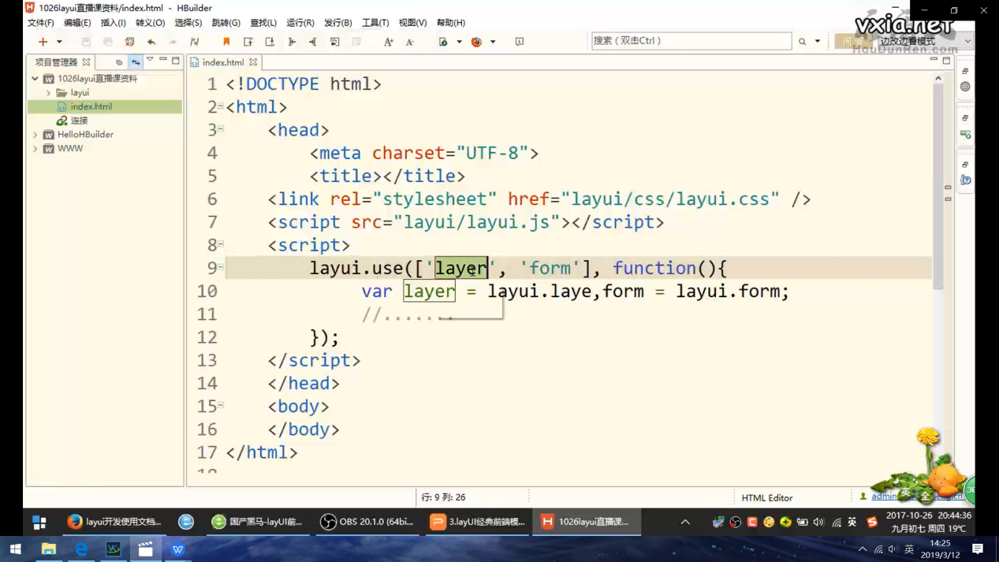 1026layui直播课资料/index.html - HBuilder
vxia.net
HouDunRen.com
文件(F) 编辑(E) 插入(I) 转义(O) 选择(S) 跳转(G) 查找(L) 运行(R) 发行(B) 工具(T) 视图(V) 帮助(H)
搜索（双击Ctrl）
边改边看模式
项目管理器
index.html
1026layui直播课资料
layui
index.html
连接
HelloHBuilder
WWW
1 <!DOCTYPE html>
2 <html>
3 <head>
4 <meta charset="UTF-8">
5 <title></title>
6 <link rel="stylesheet" href="layui/css/layui.css" />
7 <script src="layui/layui.js"></script>
8 <script>
9 layui.use(['layer', 'form'], function(){
10 var layer = layui.laye,form = layui.form;
11 //.......
12 });
13 </script>
14 </head>
15 <body>
16 </body>
17 </html>
行: 9 列: 26
HTML Editor
英 全
layui开发使用文档...
国产黑马-layUI前...
OBS 20.1.0 (64bi...
3.layUI经典前端模...
1026layui直播课...
英
2017-10-26 20:44:36
九月初七 周四 19℃
英
14:25
2019/3/12